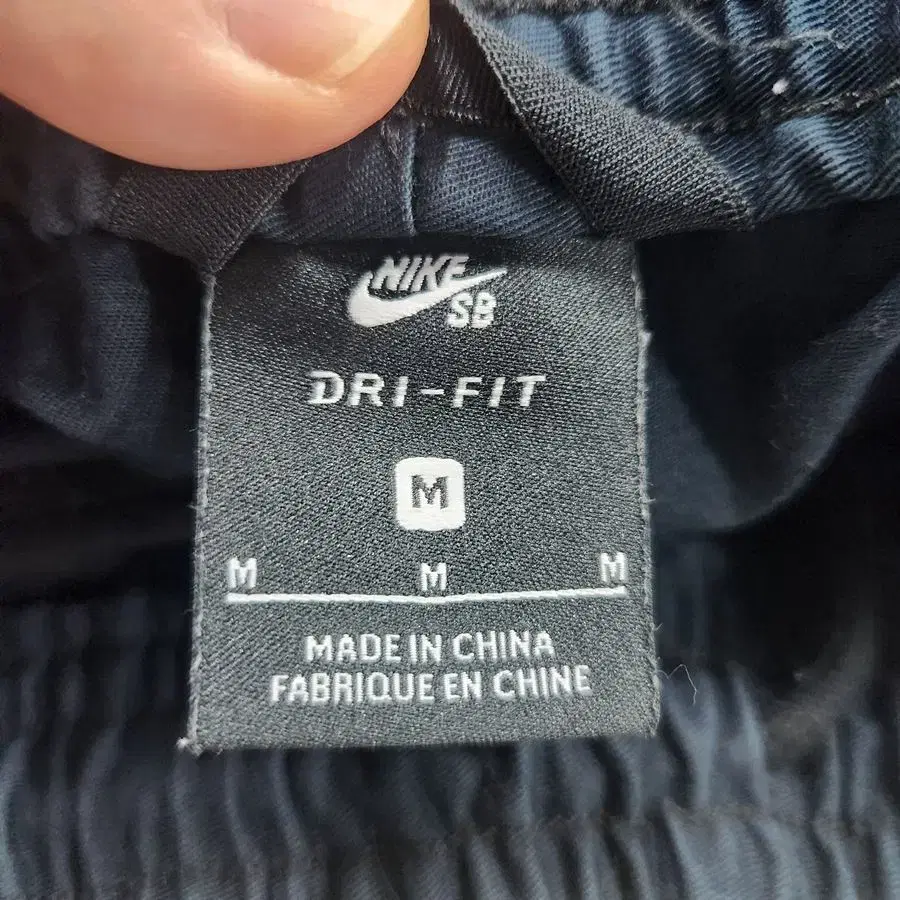 NIKE
SB
DRI-FIT
M
M M M
MADE IN CHINA
FABRIQUE EN CHINE